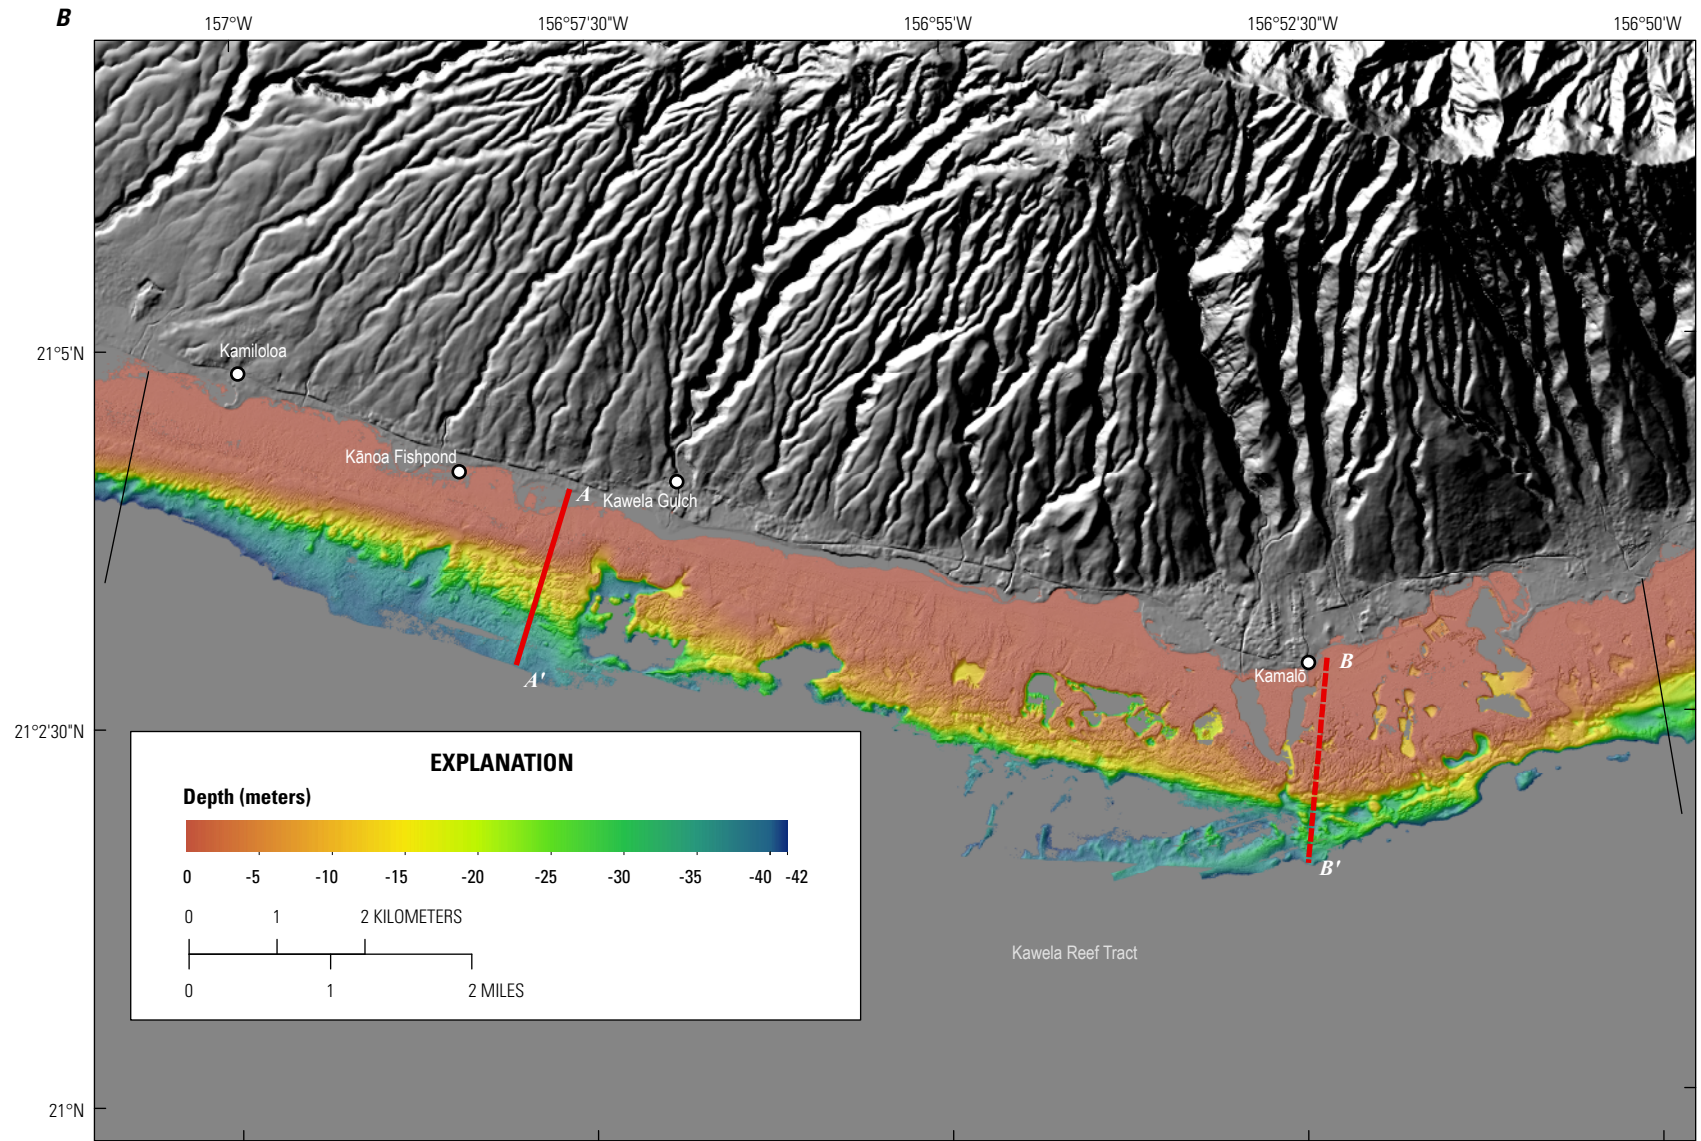 B
157°W
156°57'30"W
156°55'W
156°52'30"W
156°50'W
21°5'N
Kamiloloa
Kānoa Fishpond
A
Kawela Gulch
Kamalō
B
A'
21°2'30"N
EXPLANATION
Depth (meters)
0 -5 -10 -15 -20 -25 -30 -35 -40 -42
B'
0 1 2 KILOMETERS
0 1 2 MILES
Kawela Reef Tract
21°N